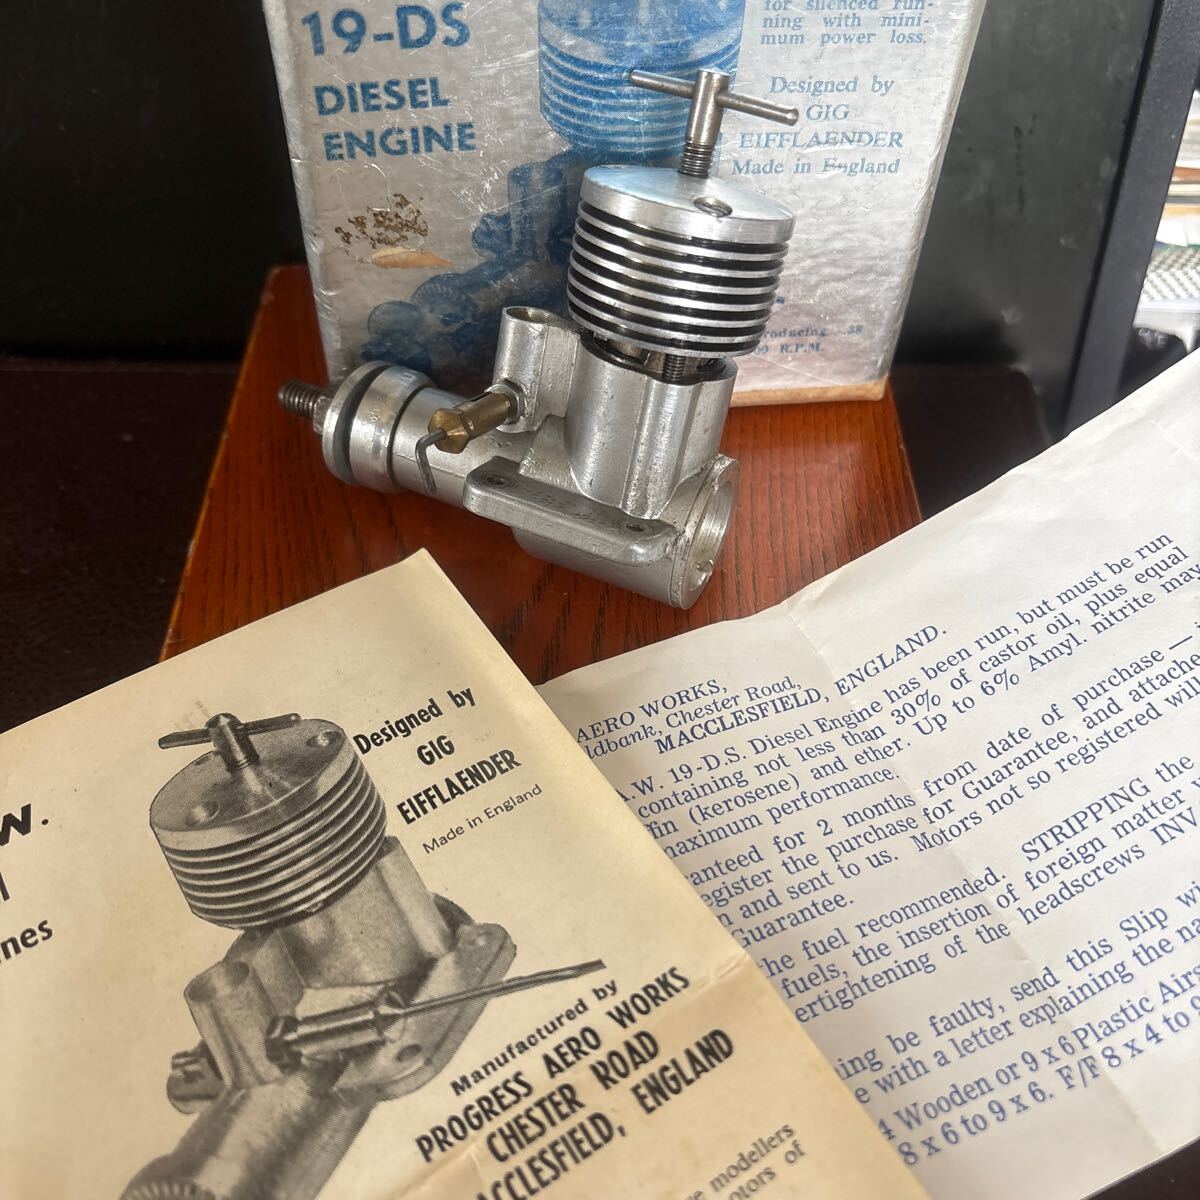 19-DS
DIESEL
ENGINE
for silenced run-
ning with mini-
mum power loss.
Designed by
GIG
EIFFLAENDER
Made in England
.38
R.P.M.
W.
Designed by
GIG
EIFFLAENDER
Made in England
Manufactured by
PROGRESS AERO WORKS
CHESTER ROAD
ACCLESFIELD, ENGLAND
modellers
of
AERO WORKS,
Chester Road,
MACCLESFIELD, ENGLAND.
.W. 19-D.S. Diesel Engine has been run, but must be run
containing not less than 30% of castor oil, plus equal
(kerosene) and ether. Up to 6% Amyl. nitrite may
maximum performance.
for 2 months from date of purchase —
register the purchase for Guarantee, and attache
and sent to us. Motors not so registered will
Guarantee.
the fuel recommended. STRIPPING the
fuels, the insertion of foreign matter
ertightening of the headscrews INV
be faulty, send this Slip wi
with a letter explaining the na
4 Wooden or 9 x 6 Plastic Airs
8 x 6 to 9 x 6. F/F 8 x 4 to